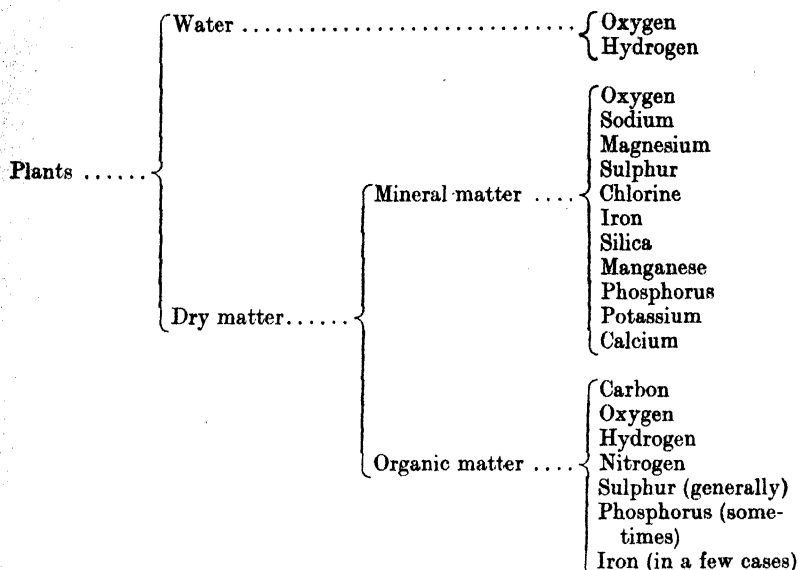 Water ............................. Oxygen
Hydrogen
Oxygen
Sodium
Magnesium
Plants ......
Sulphur
Mineral matter .... Chlorine
Iron
Silica
Manganese
Phosphorus
Dry matter......
Potassium
Calcium
Carbon
Oxygen
Hydrogen
Organic matter .... Nitrogen
Sulphur (generally)
Phosphorus (some-
times)
Iron (in a few cases)